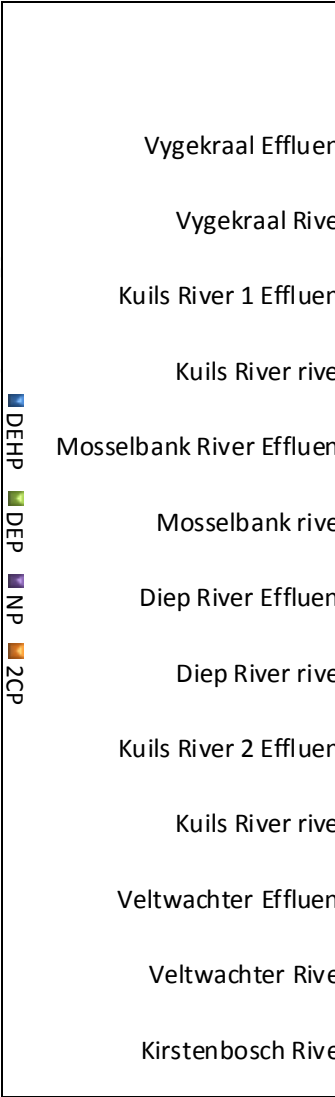 Vygekraal Effluen
Vygekraal Rive
Kuils River 1 Effluen
Kuils River rive
Mosselbank River Effluen
Mosselbank rive
Diep River Effluen
Diep River rive
Kuils River 2 Effluen
Kuils River rive
Veltwachter Effluen
Veltwachter Rive
Kirstenbosch Rive
DEHP DEP NP 2CP